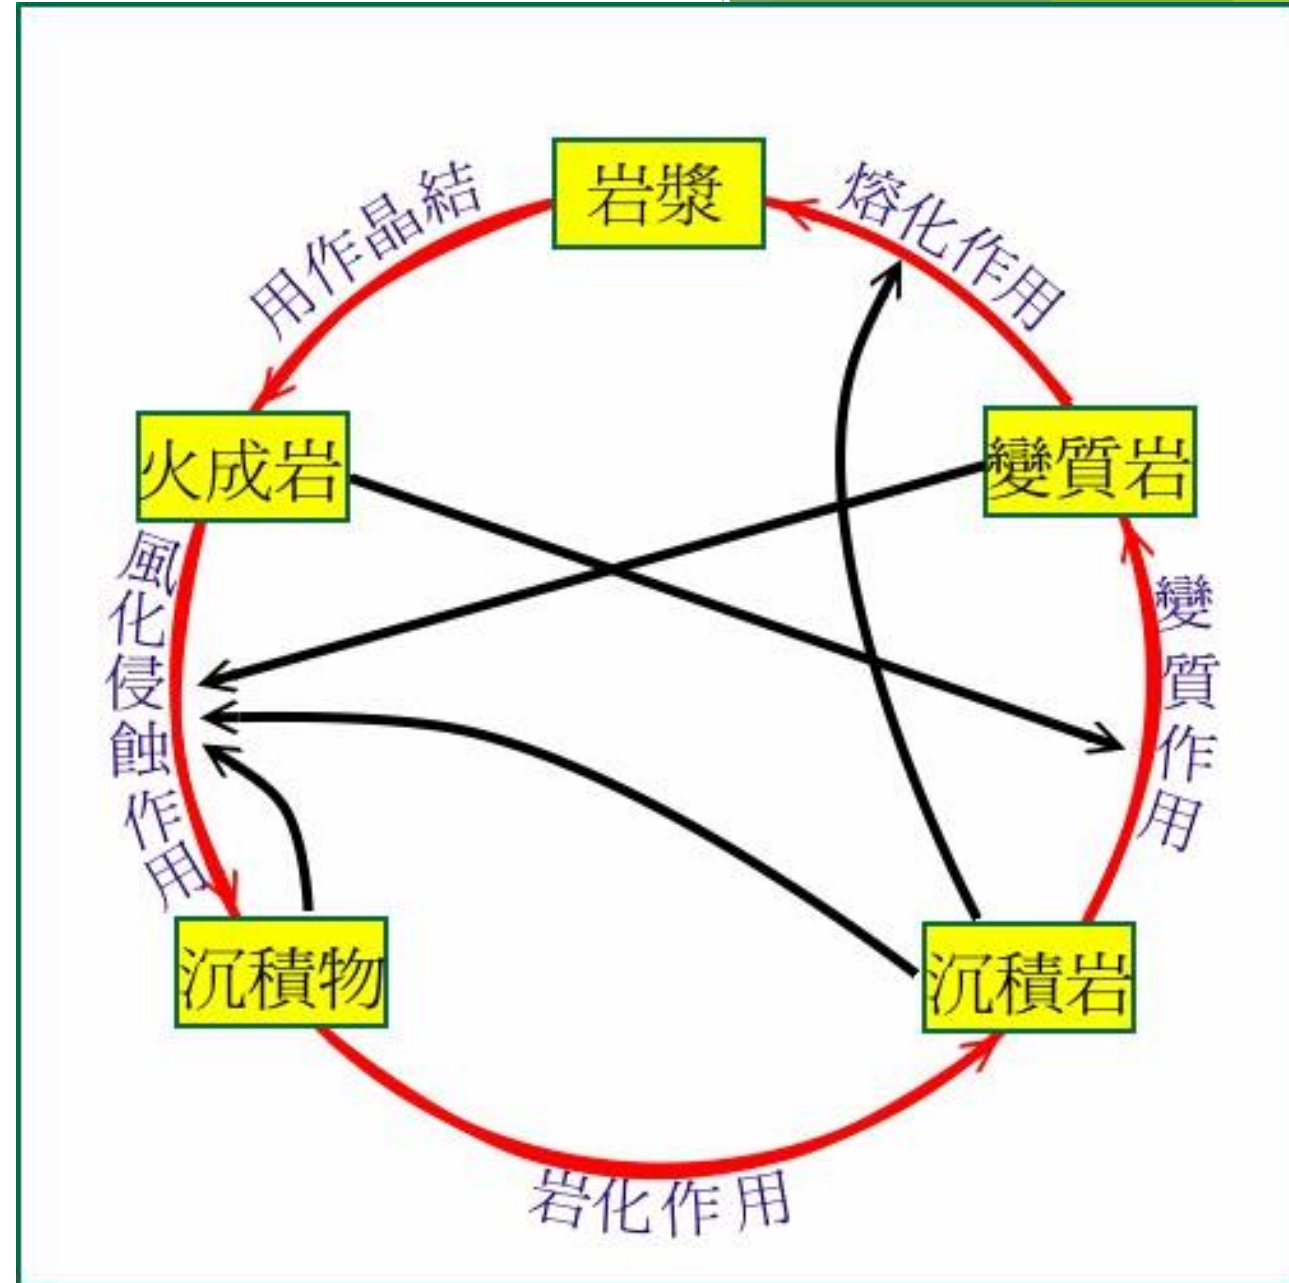 岩漿
熔化作用
用作晶結
火成岩
變質岩
風化侵蝕作用
變質作用
沉積物
沉積岩
岩化作用